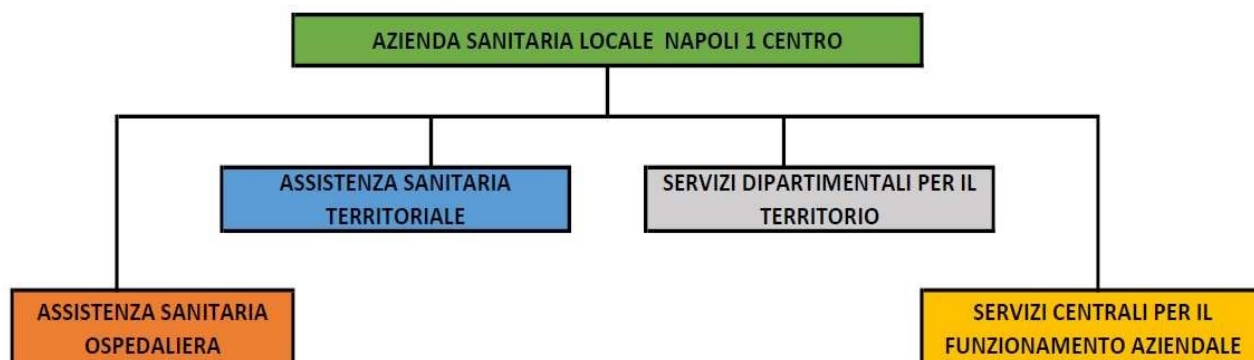 AZIENDA SANITARIA LOCALE NAPOLI 1 CENTRO
ASSISTENZA SANITARIA
TERRITORIALE
SERVIZI DIPARTIMENTALI PER IL
TERRITORIO
ASSISTENZA SANITARIA
OSPEDALIERA
SERVIZI CENTRALI PER IL
FUNZIONAMENTO AZIENDALE